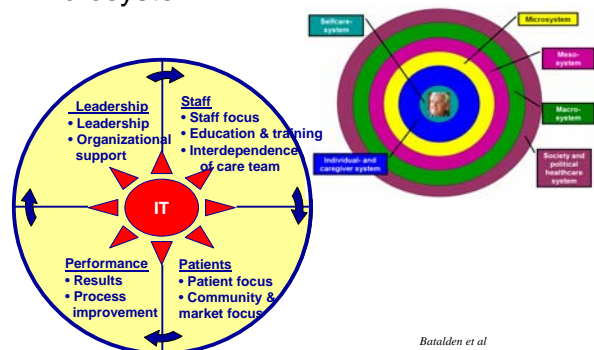 Leadership
• Leadership
• Organizational
support
Staff
• Staff focus
• Education & training
• Interdependence
of care team
IT
Performance
• Results
• Process
improvement
Patients
• Patient focus
• Community &
market focus
Selfcare-
system
Microsystem
Meso-
system
Macro-
system
Individual- and
caregiver system
Society and
political
healthcare
system
Batalden et al